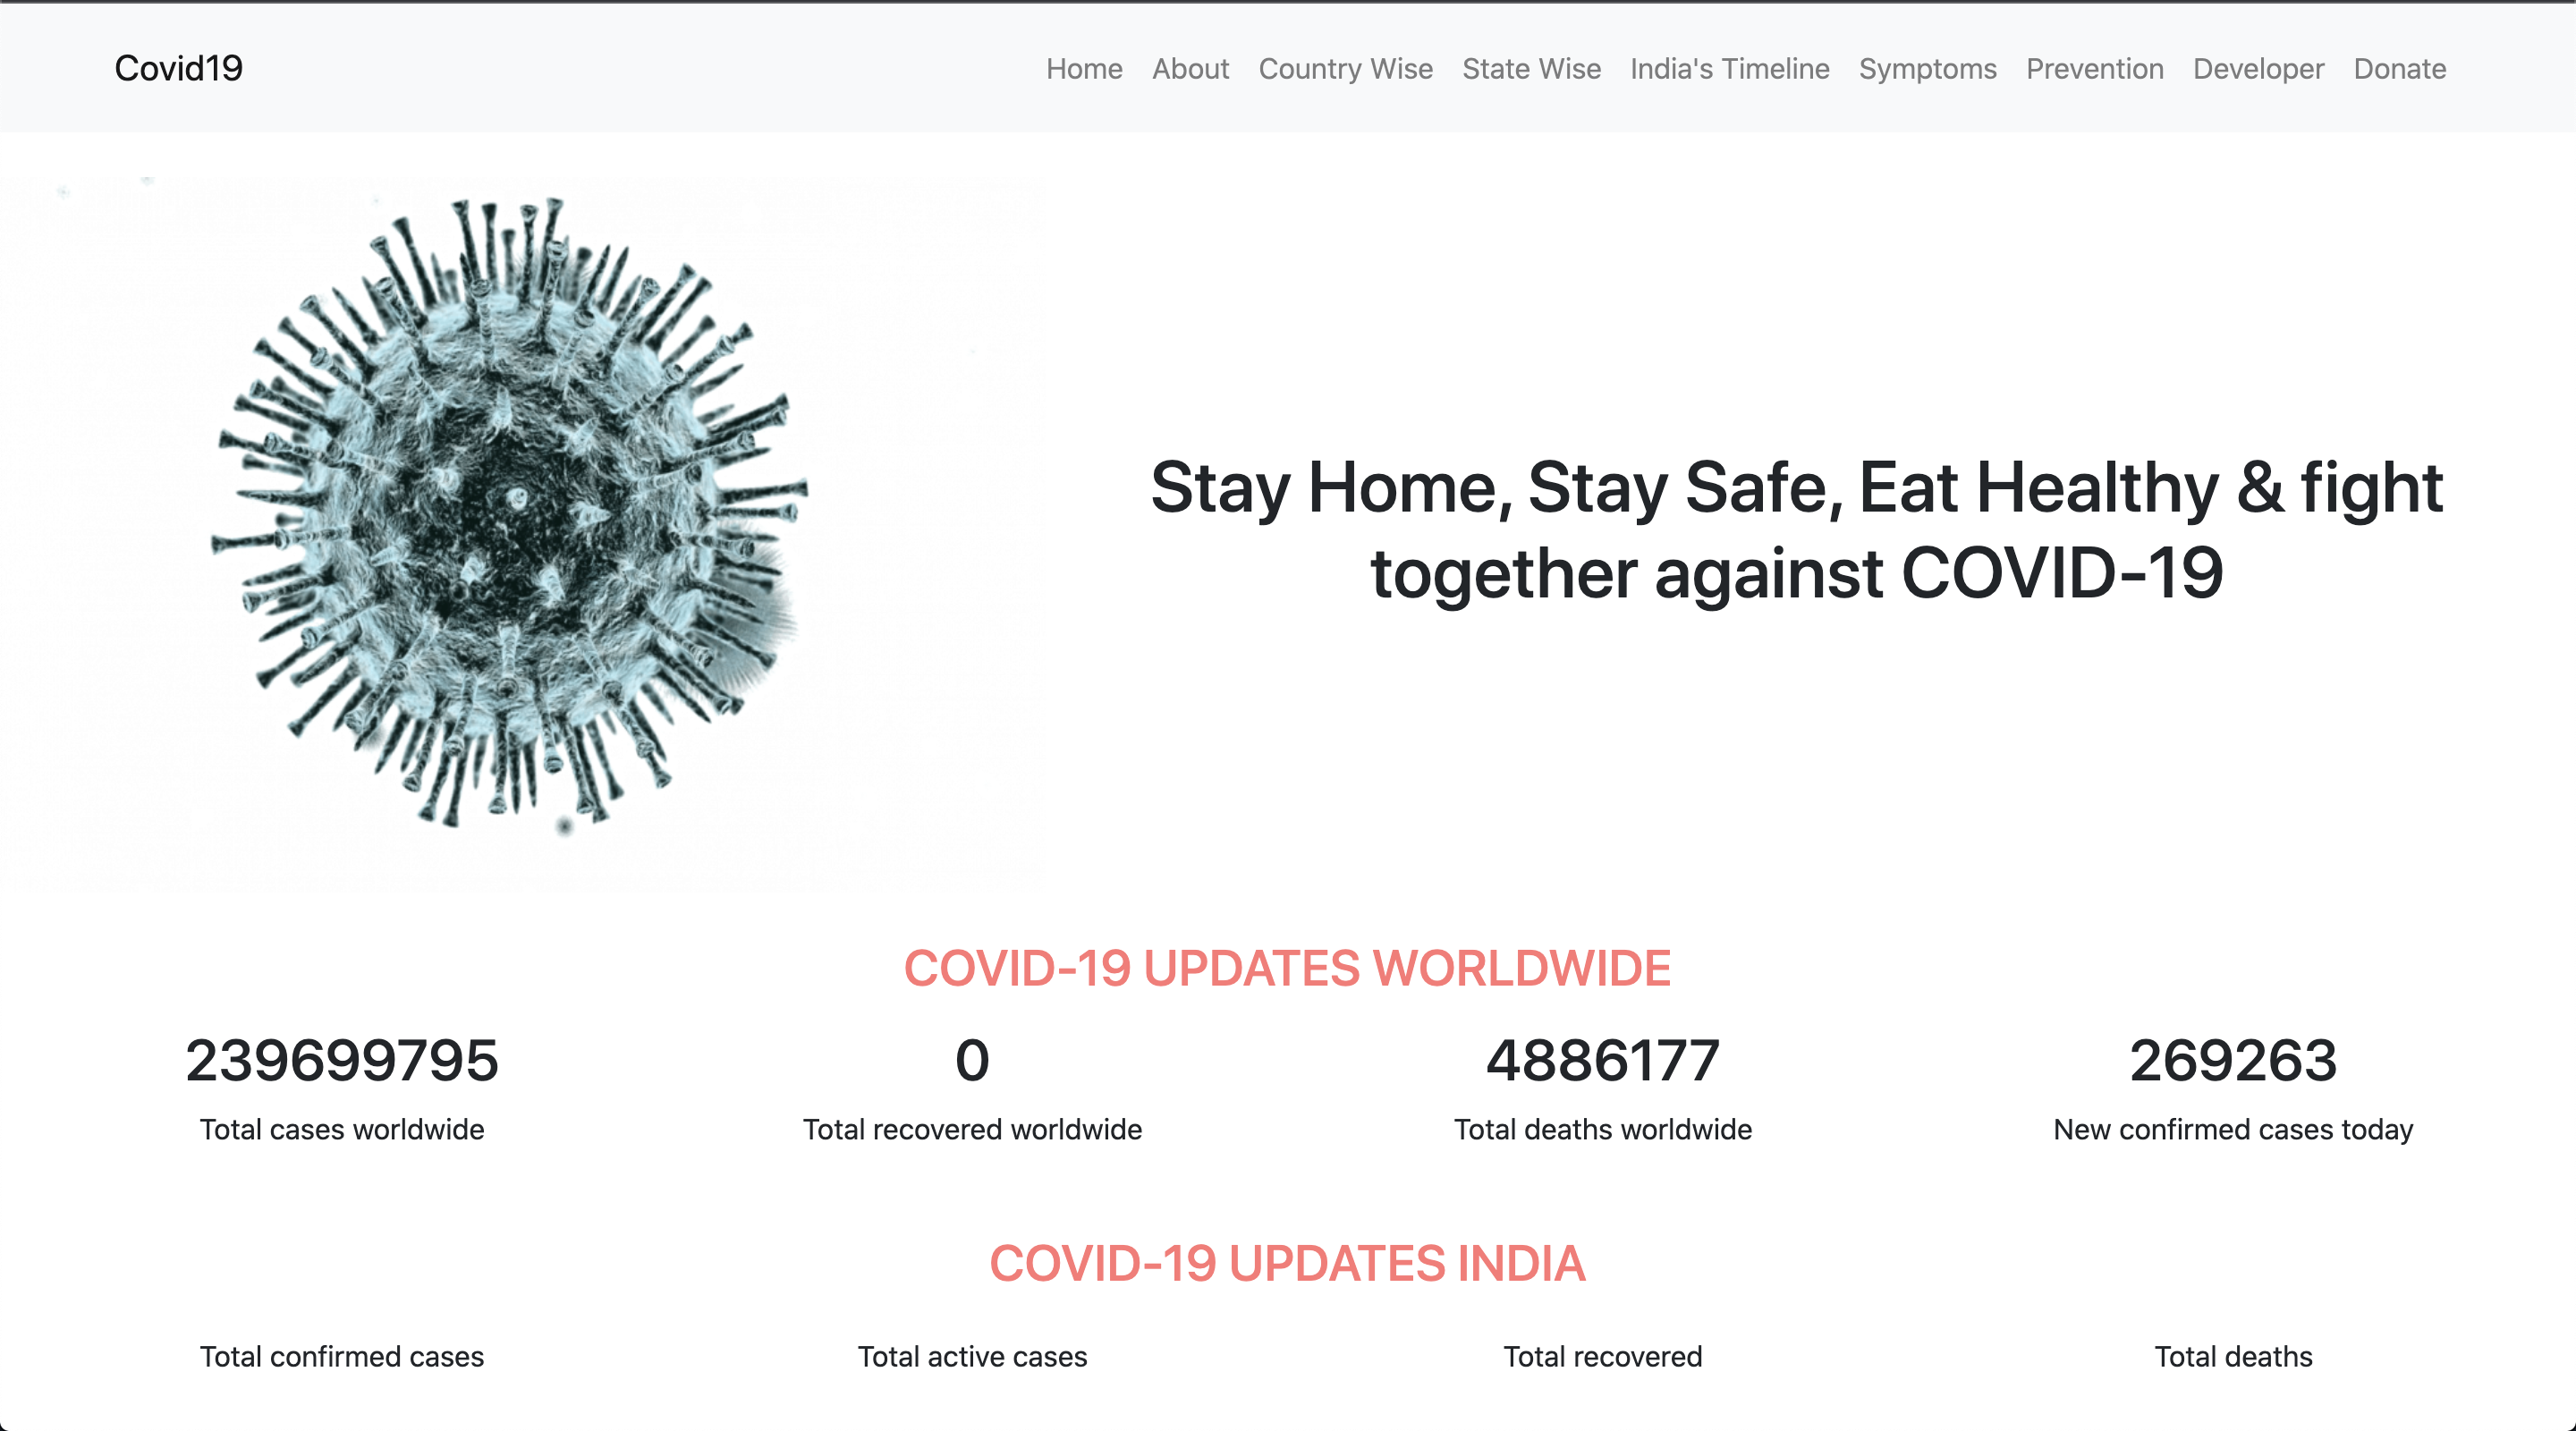 Covid19
Home About Country Wise State Wise India's Timeline Symptoms Prevention Developer Donate
Stay Home, Stay Safe, Eat Healthy & fight
together against COVID-19
COVID-19 UPDATES WORLDWIDE
239699795 0 4886177 269263
Total cases worldwide Total recovered worldwide Total deaths worldwide New confirmed cases today
COVID-19 UPDATES INDIA
Total confirmed cases Total active cases Total recovered Total deaths